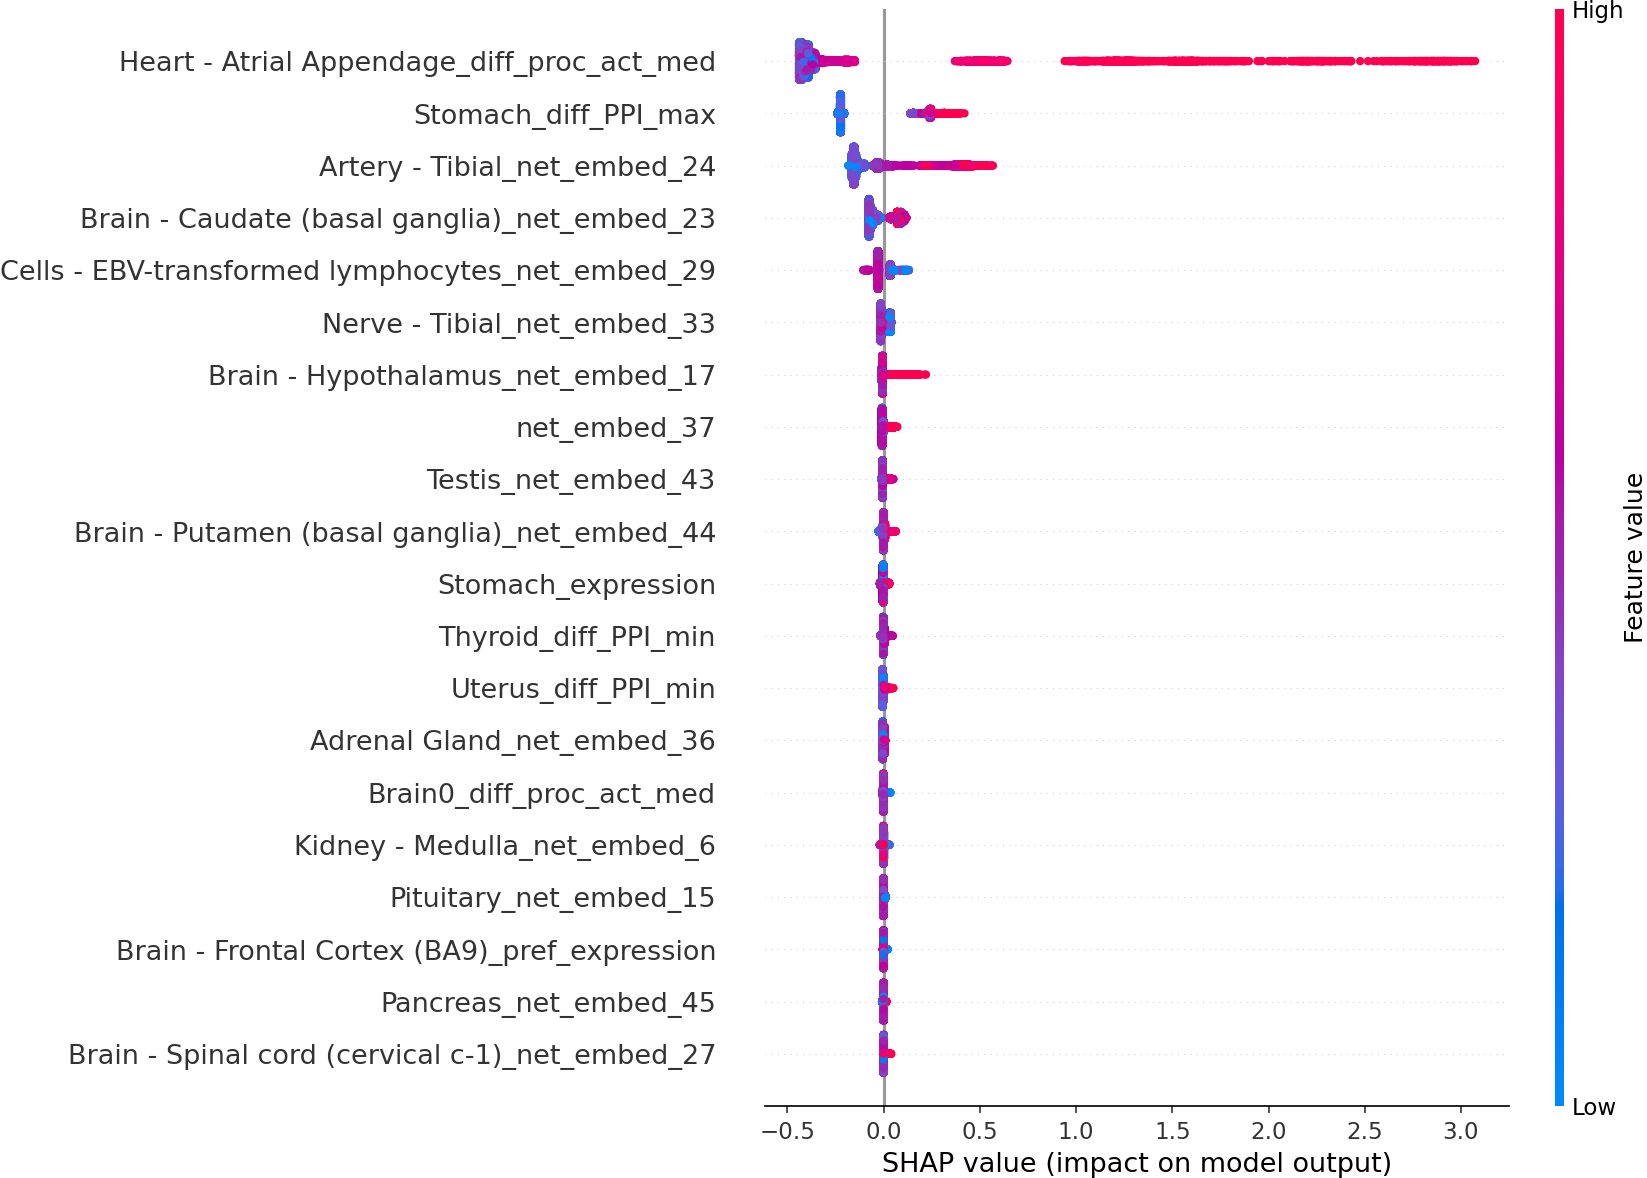 High
Heart - Atrial Appendage_diff_proc_act_med
Stomach_diff_PPI_max
Artery - Tibial_net_embed_24
Brain - Caudate (basal ganglia)_net_embed_23
Cells - EBV-transformed lymphocytes_net_embed_29
Nerve - Tibial_net_embed_33
Brain - Hypothalamus_net_embed_17
net_embed_37
Testis_net_embed_43
Brain - Putamen (basal ganglia)_net_embed_44
Stomach_expression
Thyroid_diff_PPI_min
Uterus_diff_PPI_min
Adrenal Gland_net_embed_36
Brain0_diff_proc_act_med
Kidney - Medulla_net_embed_6
Pituitary_net_embed_15
Brain - Frontal Cortex (BA9)_pref_expression
Pancreas_net_embed_45
Brain - Spinal cord (cervical c-1)_net_embed_27
Feature value
Low
−0.5 0.0 0.5 1.0 1.5 2.0 2.5 3.0
SHAP value (impact on model output)